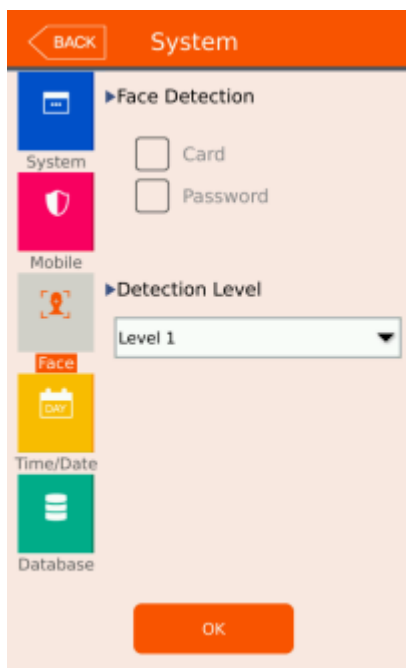 BACK System
▶Face Detection
Card
Password
▶Detection Level
Level 1
System
Mobile
Face
DAY
Time/Date
Database
OK